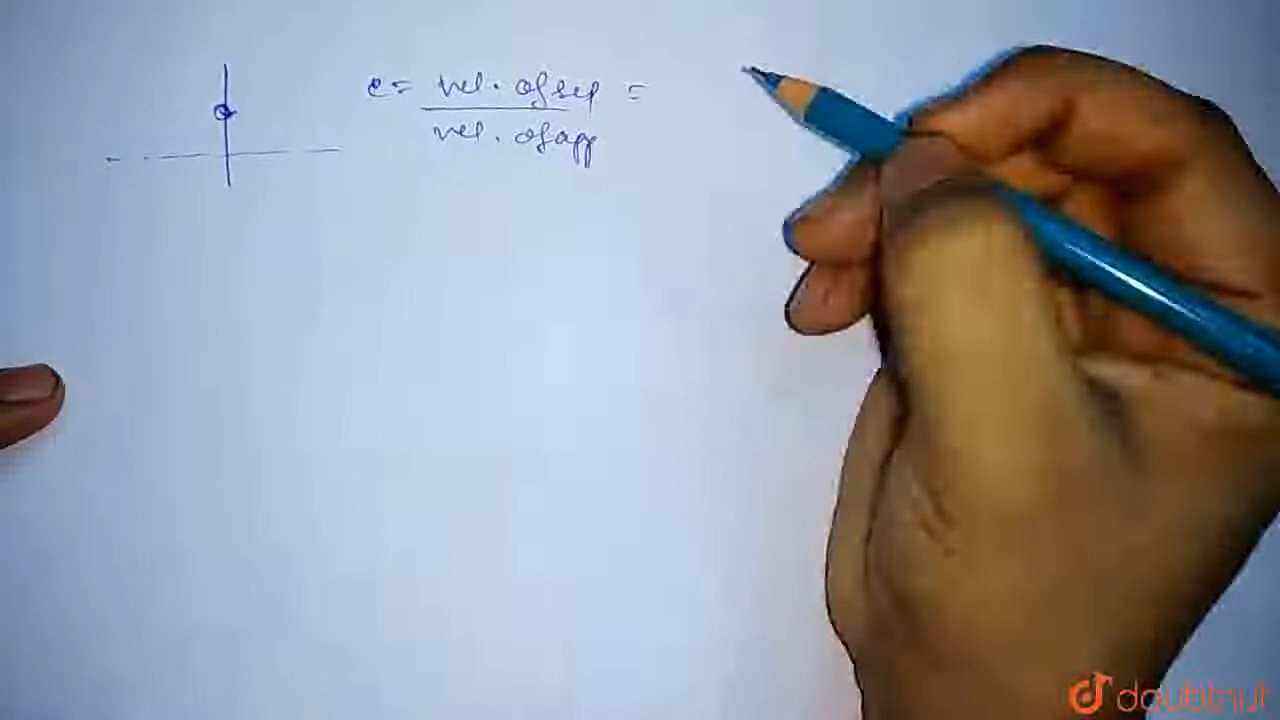 e = vel. of sep =
vel. of app
doubtnut